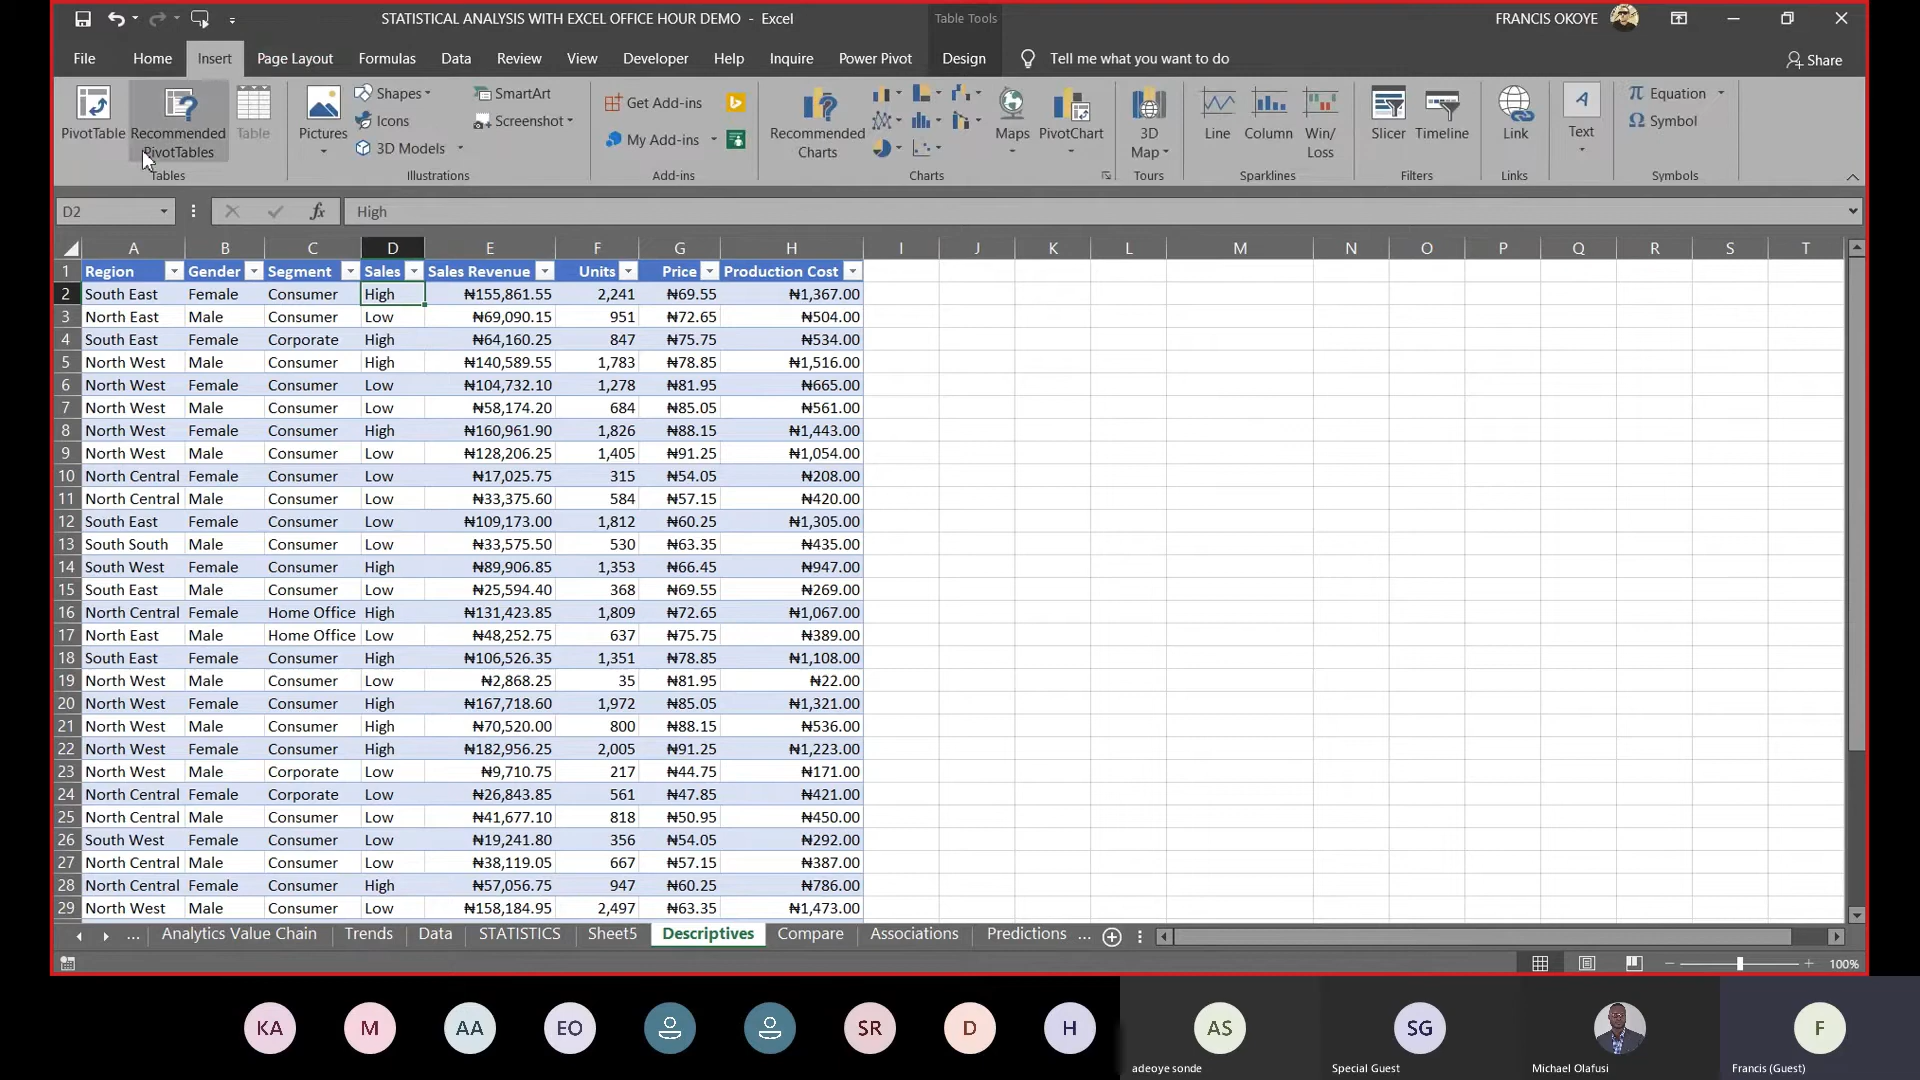 STATISTICAL ANALYSIS WITH EXCEL OFFICE HOUR DEMO - Excel
Table Tools
FRANCIS OKOYE
File Home Insert Page Layout Formulas Data Review View Developer Help Inquire Power Pivot Design Tell me what you want to do Share
PivotTable Recommended PivotTables Table
Tables
Pictures Shapes Icons 3D Models SmartArt Screenshot
Illustrations
Get Add-ins My Add-ins
Add-ins
Recommended Charts Maps PivotChart
Charts
3D Map
Tours
Line Column Win/Loss
Sparklines
Slicer Timeline
Filters
Link
Links
Text
Equation Symbol
Symbols
D2 fx High
A B C D E F G H I J K L M N O P Q R S T
1 Region Gender Segment Sales Sales Revenue Units Price Production Cost
2 South East Female Consumer High ₦155,861.55 2,241 ₦69.55 ₦1,367.00
3 North East Male Consumer Low ₦69,090.15 951 ₦72.65 ₦504.00
4 South East Female Corporate High ₦64,160.25 847 ₦75.75 ₦534.00
5 North West Male Consumer High ₦140,589.55 1,783 ₦78.85 ₦1,516.00
6 North West Female Consumer Low ₦104,732.10 1,278 ₦81.95 ₦665.00
7 North West Male Consumer Low ₦58,174.20 684 ₦85.05 ₦561.00
8 North West Female Consumer High ₦160,961.90 1,826 ₦88.15 ₦1,443.00
9 North West Male Consumer Low ₦128,206.25 1,405 ₦91.25 ₦1,054.00
10 North Central Female Consumer Low ₦17,025.75 315 ₦54.05 ₦208.00
11 North Central Male Consumer Low ₦33,375.60 584 ₦57.15 ₦420.00
12 South East Female Consumer Low ₦109,173.00 1,812 ₦60.25 ₦1,305.00
13 South South Male Consumer Low ₦33,575.50 530 ₦63.35 ₦435.00
14 South West Female Consumer High ₦89,906.85 1,353 ₦66.45 ₦947.00
15 South East Male Consumer Low ₦25,594.40 368 ₦69.55 ₦269.00
16 North Central Female Home Office High ₦131,423.85 1,809 ₦72.65 ₦1,067.00
17 North East Male Home Office Low ₦48,252.75 637 ₦75.75 ₦389.00
18 South East Female Consumer High ₦106,526.35 1,351 ₦78.85 ₦1,108.00
19 North West Male Consumer Low ₦2,868.25 35 ₦81.95 ₦22.00
20 North West Female Consumer High ₦167,718.60 1,972 ₦85.05 ₦1,321.00
21 North West Male Consumer High ₦70,520.00 800 ₦88.15 ₦536.00
22 North West Female Consumer High ₦182,956.25 2,005 ₦91.25 ₦1,223.00
23 North West Male Corporate Low ₦9,710.75 217 ₦44.75 ₦171.00
24 North Central Female Corporate Low ₦26,843.85 561 ₦47.85 ₦421.00
25 North Central Male Consumer Low ₦41,677.10 818 ₦50.95 ₦450.00
26 South West Female Consumer Low ₦19,241.80 356 ₦54.05 ₦292.00
27 North Central Male Consumer Low ₦38,119.05 667 ₦57.15 ₦387.00
28 North Central Female Consumer High ₦57,056.75 947 ₦60.25 ₦786.00
29 North West Male Consumer Low ₦158,184.95 2,497 ₦63.35 ₦1,473.00
... Analytics Value Chain Trends Data STATISTICS Sheet5 Descriptives Compare Associations Predictions ...
100%
KA M AA EO SR D H AS SG F
adeoye sonde Special Guest Michael Olafusi Francis (Guest)